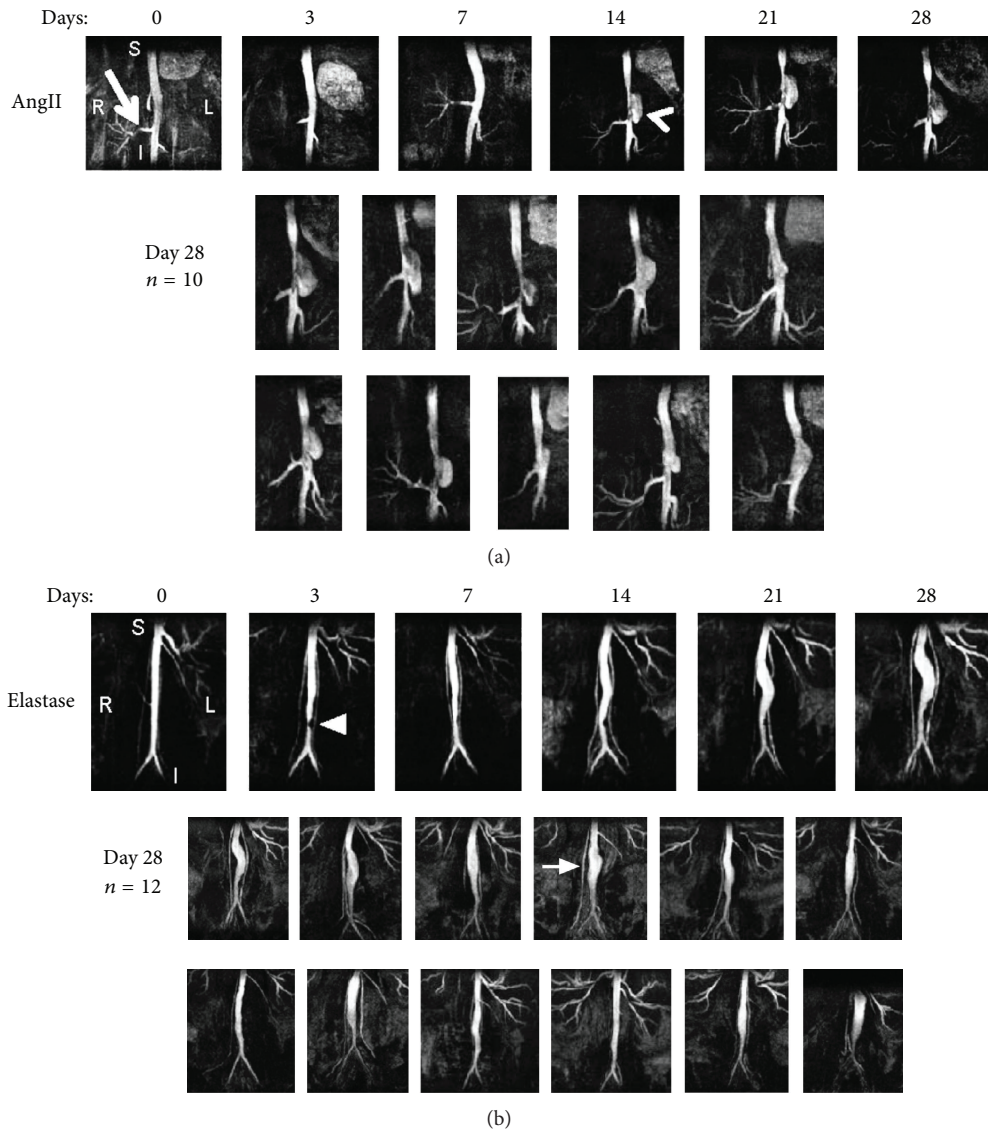 Days: 0 3 7 14 21 28
AngII
S
R L
I
Day 28
n = 10
(a)
Days: 0 3 7 14 21 28
Elastase
S
R L
I
Day 28
n = 12
(b)